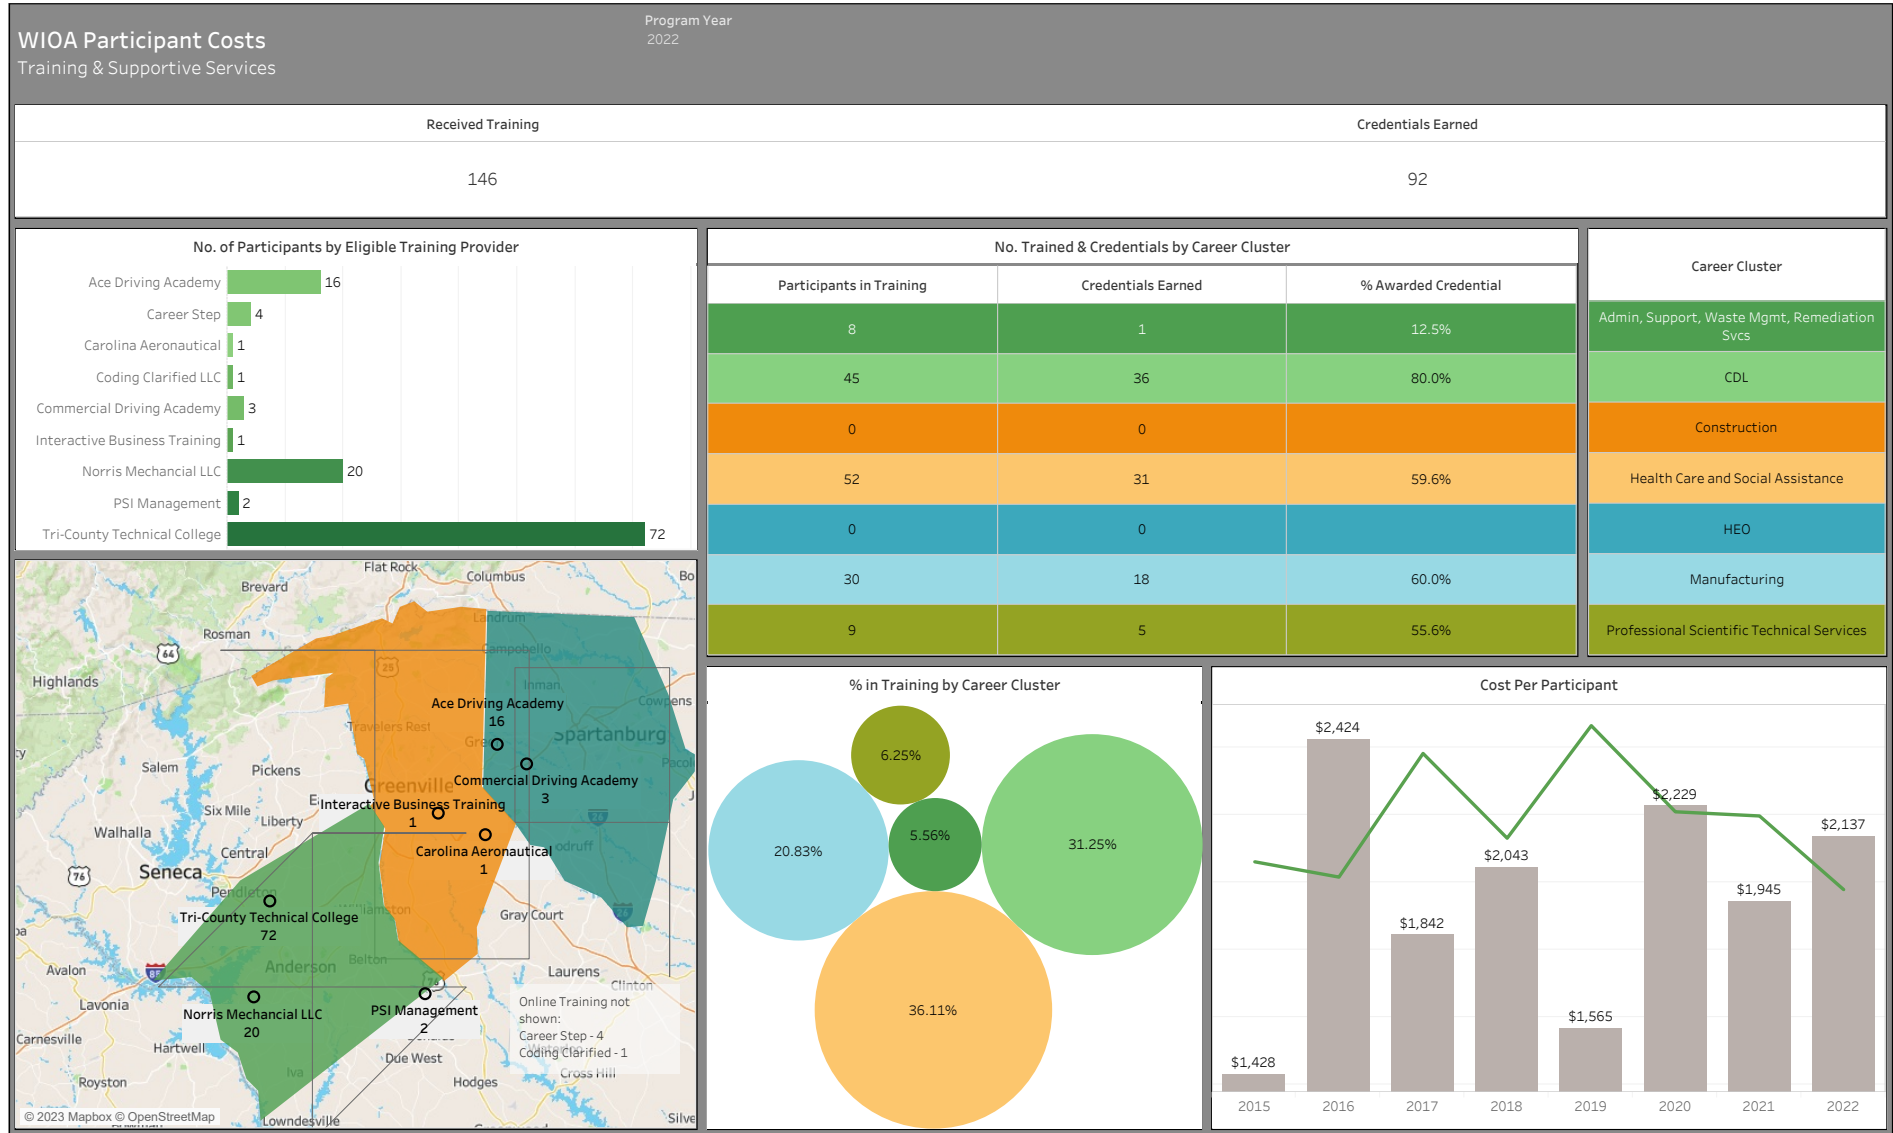 WIOA Participant Costs
Training & Supportive Services
Program Year
2022
Received Training
Credentials Earned
146
92
No. of Participants by Eligible Training Provider
Ace Driving Academy 16
Career Step 4
Carolina Aeronautical 1
Coding Clarified LLC 1
Commercial Driving Academy 3
Interactive Business Training 1
Norris Mechancial LLC 20
PSI Management 2
Tri-County Technical College 72
No. Trained & Credentials by Career Cluster
Participants in Training Credentials Earned % Awarded Credential
8 1 12.5%
45 36 80.0%
0 0
52 31 59.6%
0 0
30 18 60.0%
9 5 55.6%
Career Cluster
Admin, Support, Waste Mgmt, Remediation
Svcs
CDL
Construction
Health Care and Social Assistance
HEO
Manufacturing
Professional Scientific Technical Services
Flat Rock
Columbus
Bo
Brevard
Landrum
Rosman
Campobello
64
25
Highlands
Inman
Cowpens
Ace Driving Academy
16
Travelers Rest
Gre
Spartanburg
Salem
Pickens
Pacol
Greenville
Commercial Driving Academy
3
Interactive Business Training
1
Six Mile
Liberty
Walhalla
Central
Carolina Aeronautical
1
odruff
76
Seneca
Pendleton
Tri-County Technical College
72
Williamston
Gray Court
Avalon
85
Anderson
Belton
Laurens
Clinton
Lavonia
Norris Mechancial LLC
20
PSI Management
2
Online Training not
shown:
Career Step - 4
Coding Clarified - 1
Carnesville
Hartwell
Due West
Cross Hill
Royston
Iva
Hodges
© 2023 Mapbox © OpenStreetMap
Lowndesville
Silve
% in Training by Career Cluster
6.25%
5.56%
20.83%
31.25%
36.11%
Cost Per Participant
$2,424
$2,229
$2,137
$2,043
$1,945
$1,842
$1,565
$1,428
2015 2016 2017 2018 2019 2020 2021 2022